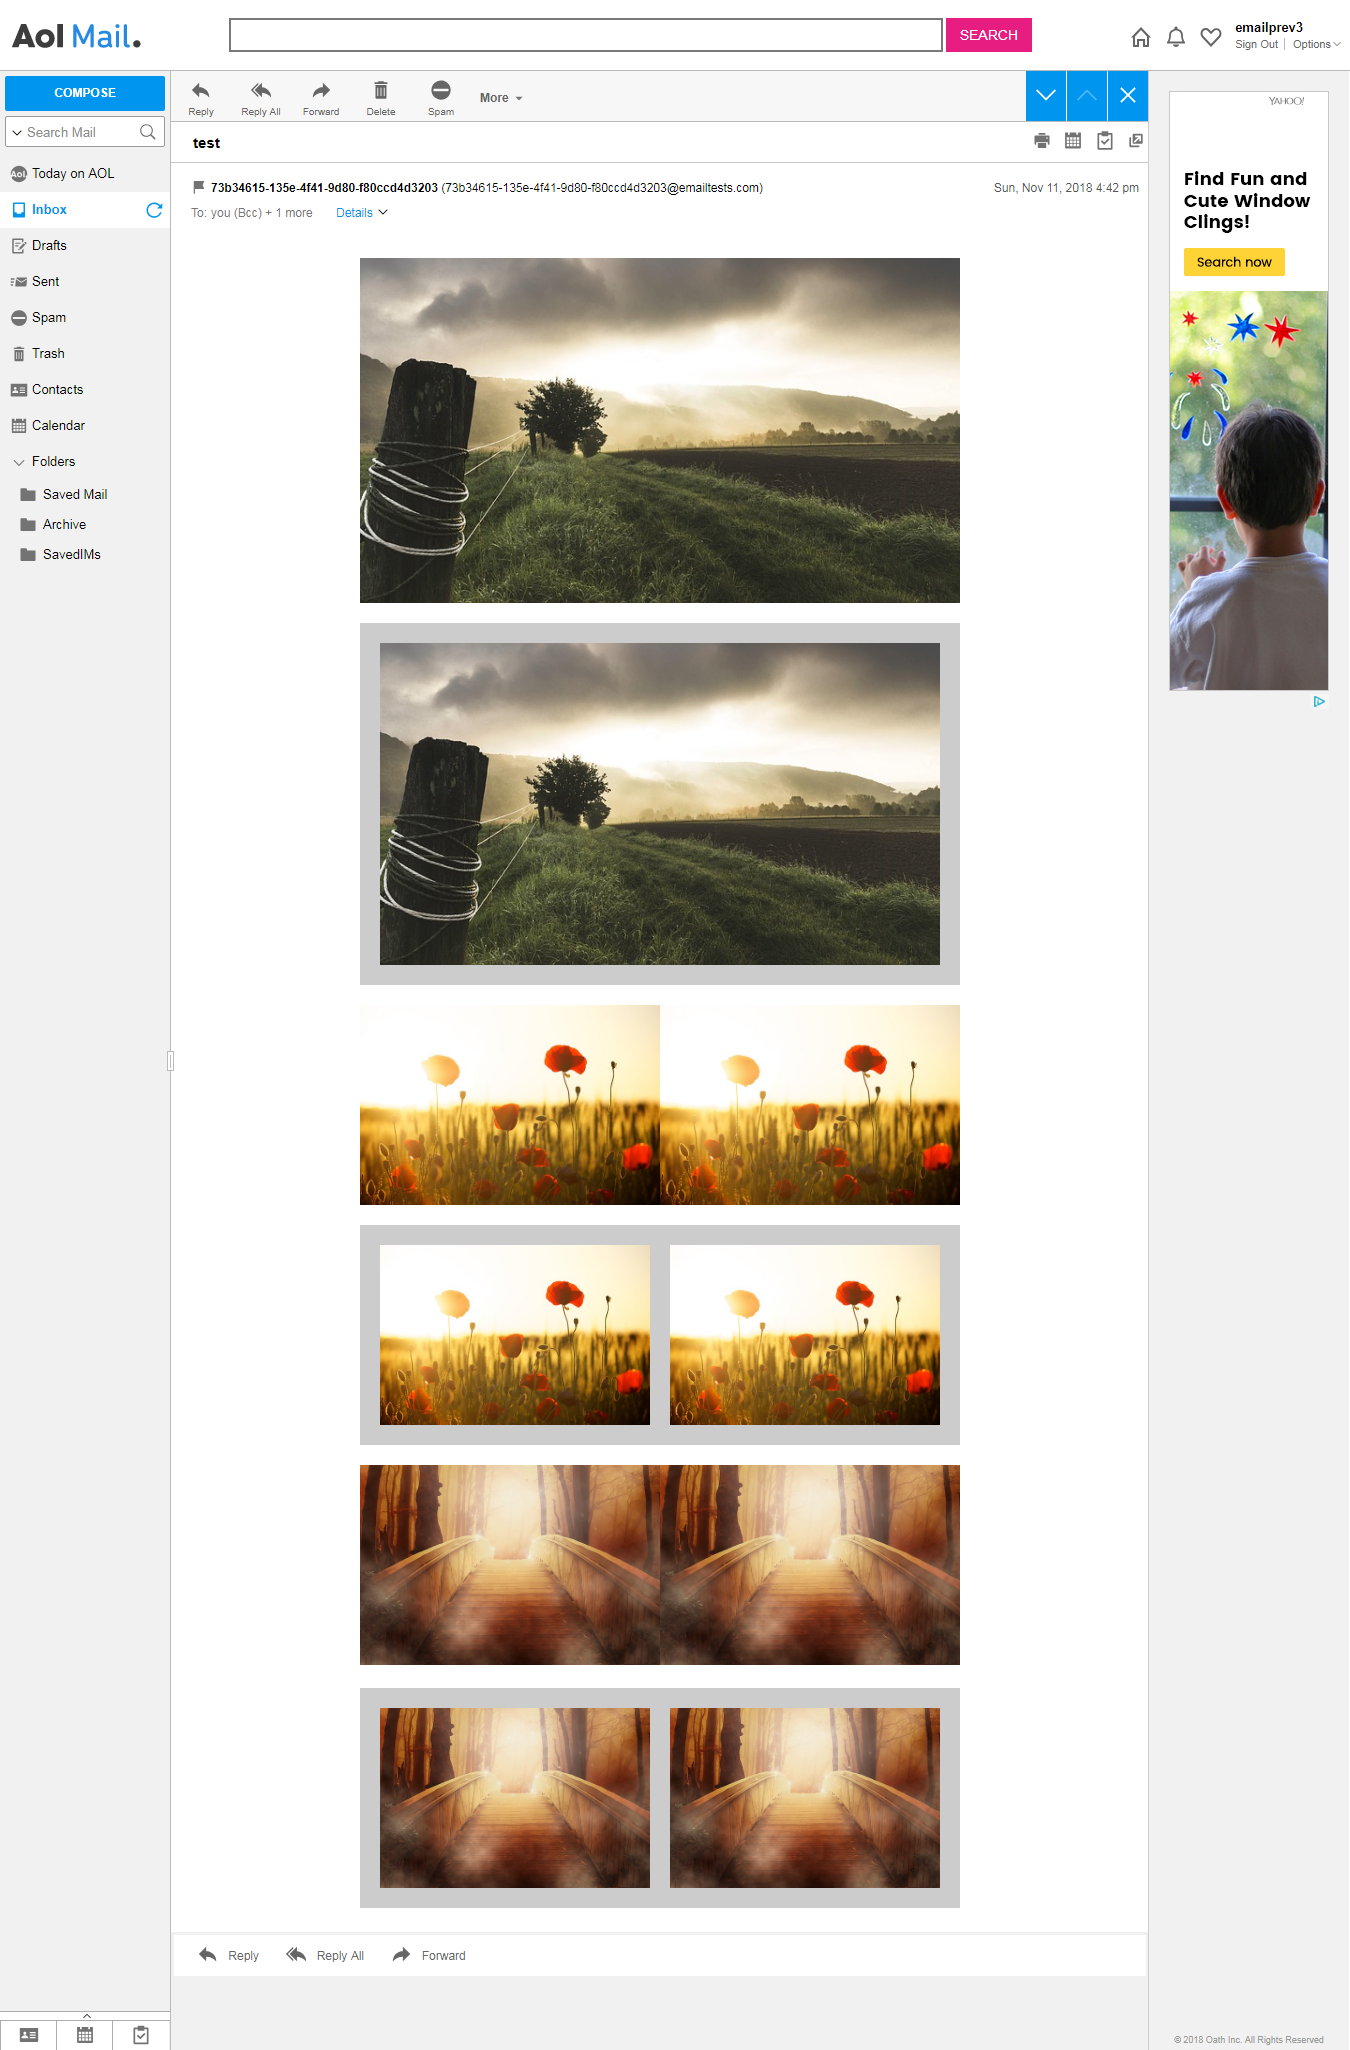 Aol Mail.
SEARCH
emailprev3
Sign Out | Options
COMPOSE
Search Mail
Aol. Today on AOL
Inbox
Drafts
Sent
Spam
Trash
Contacts
Calendar
Folders
Saved Mail
Archive
SavedIMs
Reply
Reply All
Forward
Delete
Spam
More
test
73b34615-135e-4f41-9d80-f80ccd4d3203 (73b34615-135e-4f41-9d80-f80ccd4d3203@emailtests.com)
Sun, Nov 11, 2018 4:42 pm
To: you (Bcc) + 1 more Details
YAHOO!
Find Fun and
Cute Window
Clings!
Search now
Reply
Reply All
Forward
© 2018 Oath Inc. All Rights Reserved